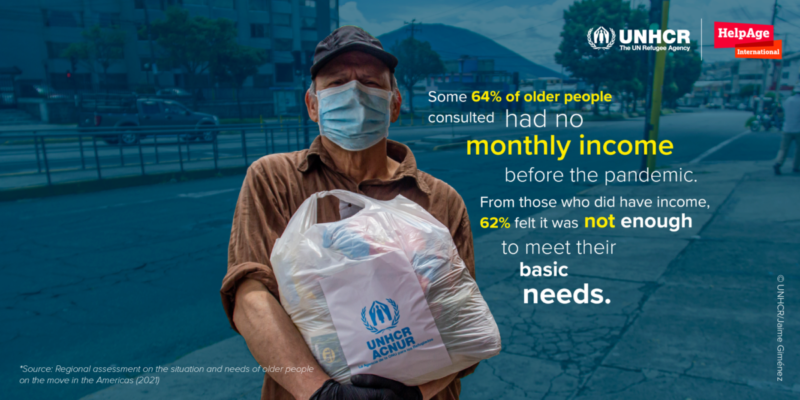 UNHCR
The UN Refugee Agency
HelpAge
International
Some 64% of older people
consulted had no
monthly income
before the pandemic.
From those who did have income,
62% felt it was not enough
to meet their
basic
needs.
UNHCR
ACNUR
© UNHCR/Jaime Giménez
*Source: Regional assessment on the situation and needs of older people
on the move in the Americas (2021)